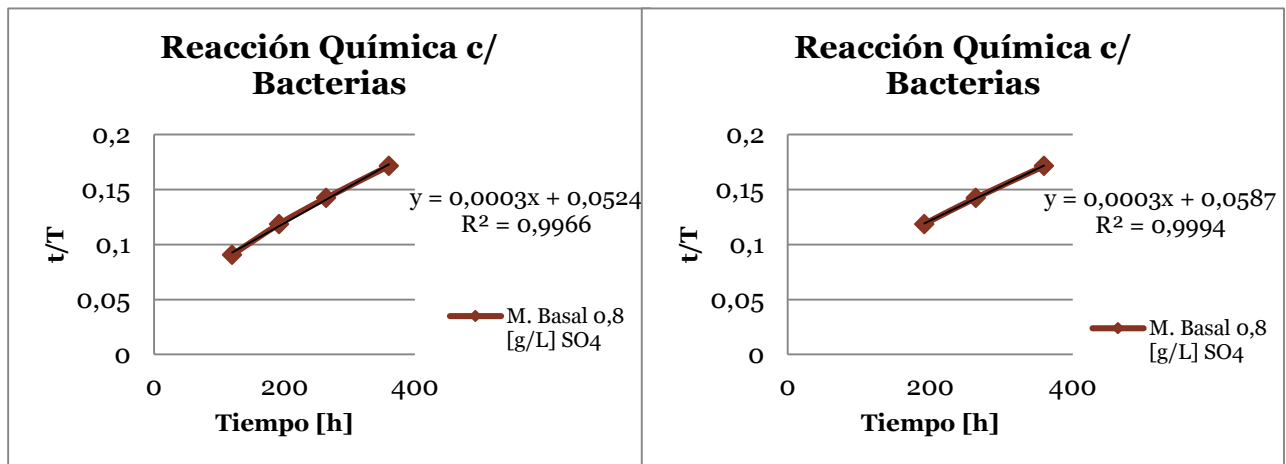 Reacción Química c/
Bacterias
0,2
0,15
0,1
0,05
0
t/T
y = 0,0003x + 0,0524
R² = 0,9966
M. Basal 0,8
[g/L] SO4
0
200
400
Tiempo [h]
Reacción Química c/
Bacterias
0,2
0,15
0,1
0,05
0
t/T
y = 0,0003x + 0,0587
R² = 0,9994
M. Basal 0,8
[g/L] SO4
0
200
400
Tiempo [h]